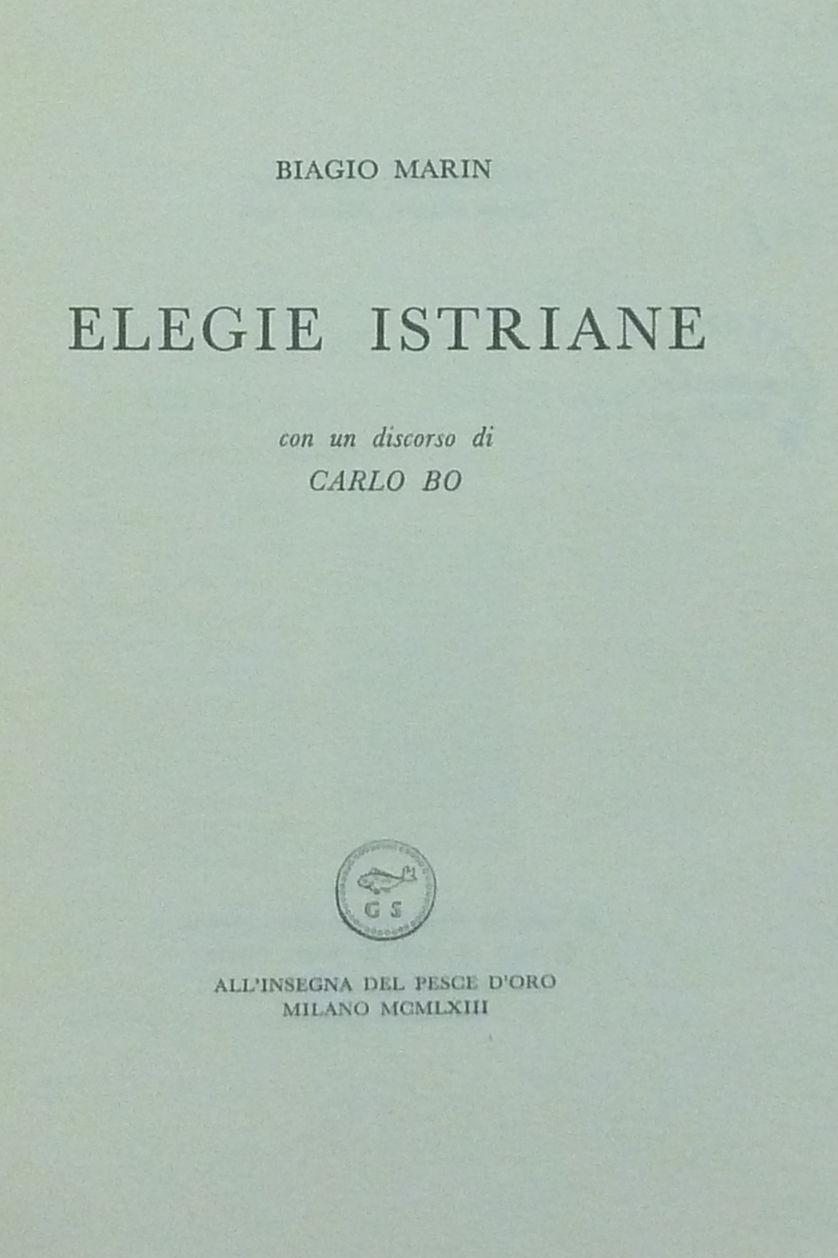 BIAGIO MARIN
ELEGIE ISTRIANE
con un discorso di
CARLO BO
G S
ALL'INSEGNA DEL PESCE D'ORO
MILANO MCMLXIII